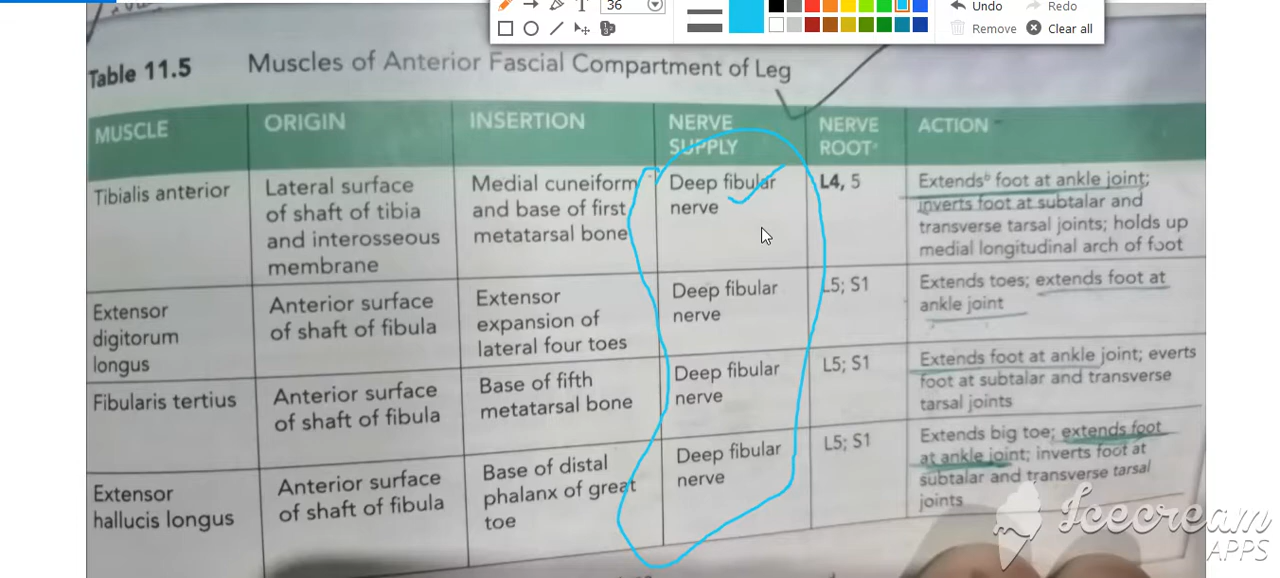 36
Undo
Redo
Remove
Clear all
Table 11.5 Muscles of Anterior Fascial Compartment of Leg
MUSCLE
ORIGIN
INSERTION
NERVE
SUPPLY
NERVE
ROOT
ACTION
Tibialis anterior
Lateral surface
of shaft of tibia
and interosseous
membrane
Medial cuneiform
and base of first
metatarsal bone
Deep fibular
nerve
L4, 5
Extendsᵇ foot at ankle joint;
inverts foot at subtalar and
transverse tarsal joints; holds up
medial longitudinal arch of foot
Extensor
digitorum
longus
Anterior surface
of shaft of fibula
Extensor
expansion of
lateral four toes
Deep fibular
nerve
L5; S1
Extends toes; extends foot at
ankle joint
Fibularis tertius
Anterior surface
of shaft of fibula
Base of fifth
metatarsal bone
Deep fibular
nerve
L5; S1
Extends foot at ankle joint; everts
foot at subtalar and transverse
tarsal joints
Extensor
hallucis longus
Anterior surface
of shaft of fibula
Base of distal
phalanx of great
toe
Deep fibular
nerve
L5; S1
Extends big toe; extends foot
at ankle joint; inverts foot at
subtalar and transverse tarsal
joints
Icecream
APPS